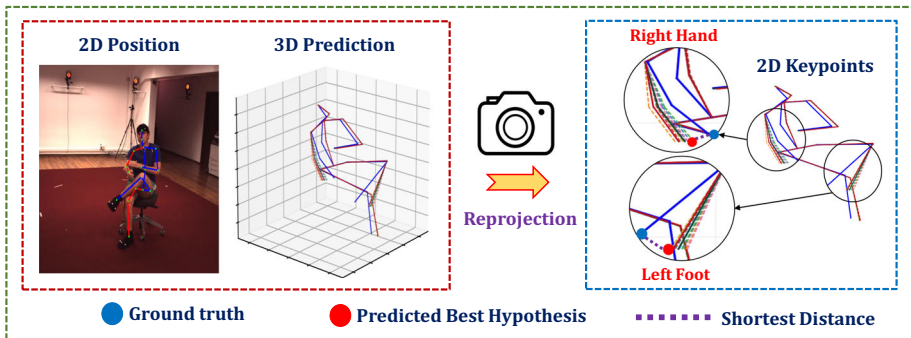 2D Position
3D Prediction
Right Hand
2D Keypoints
Reprojection
Left Foot
Ground truth
Predicted Best Hypothesis
Shortest Distance